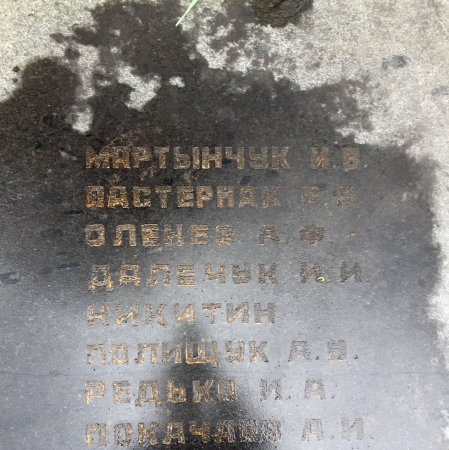 МАРТЫНЧУК И.В.
ПАСТЕРНАК В.А.
ОЛЕНЕВ А.Ф.
ДАЛЕЧУК И.И.
НИКИТИН
ПОЛИЩУК А.В.
РЕДЬКО И.А.
А.И.